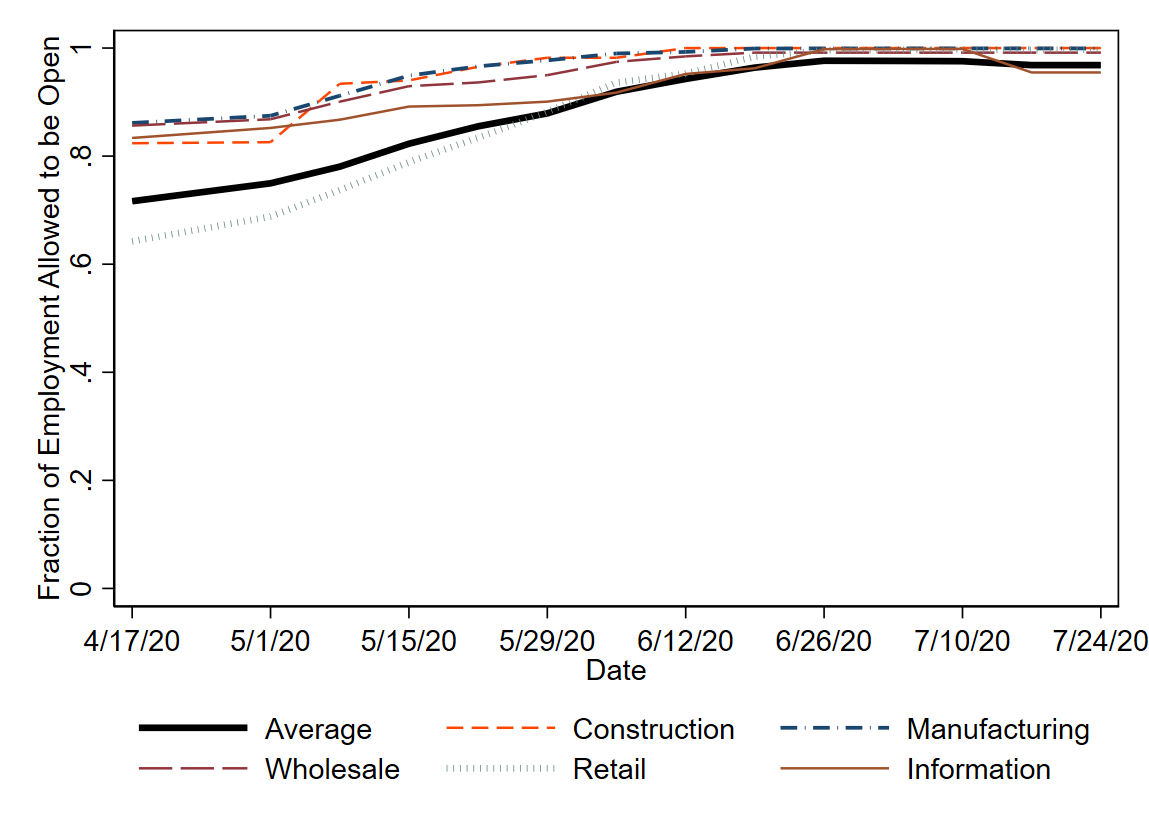 Fraction of Employment Allowed to be Open
1
.8
.6
.4
.2
0
4/17/20 5/1/20 5/15/20 5/29/20 6/12/20 6/26/20 7/10/20 7/24/20
Date
Average Construction Manufacturing
Wholesale Retail Information